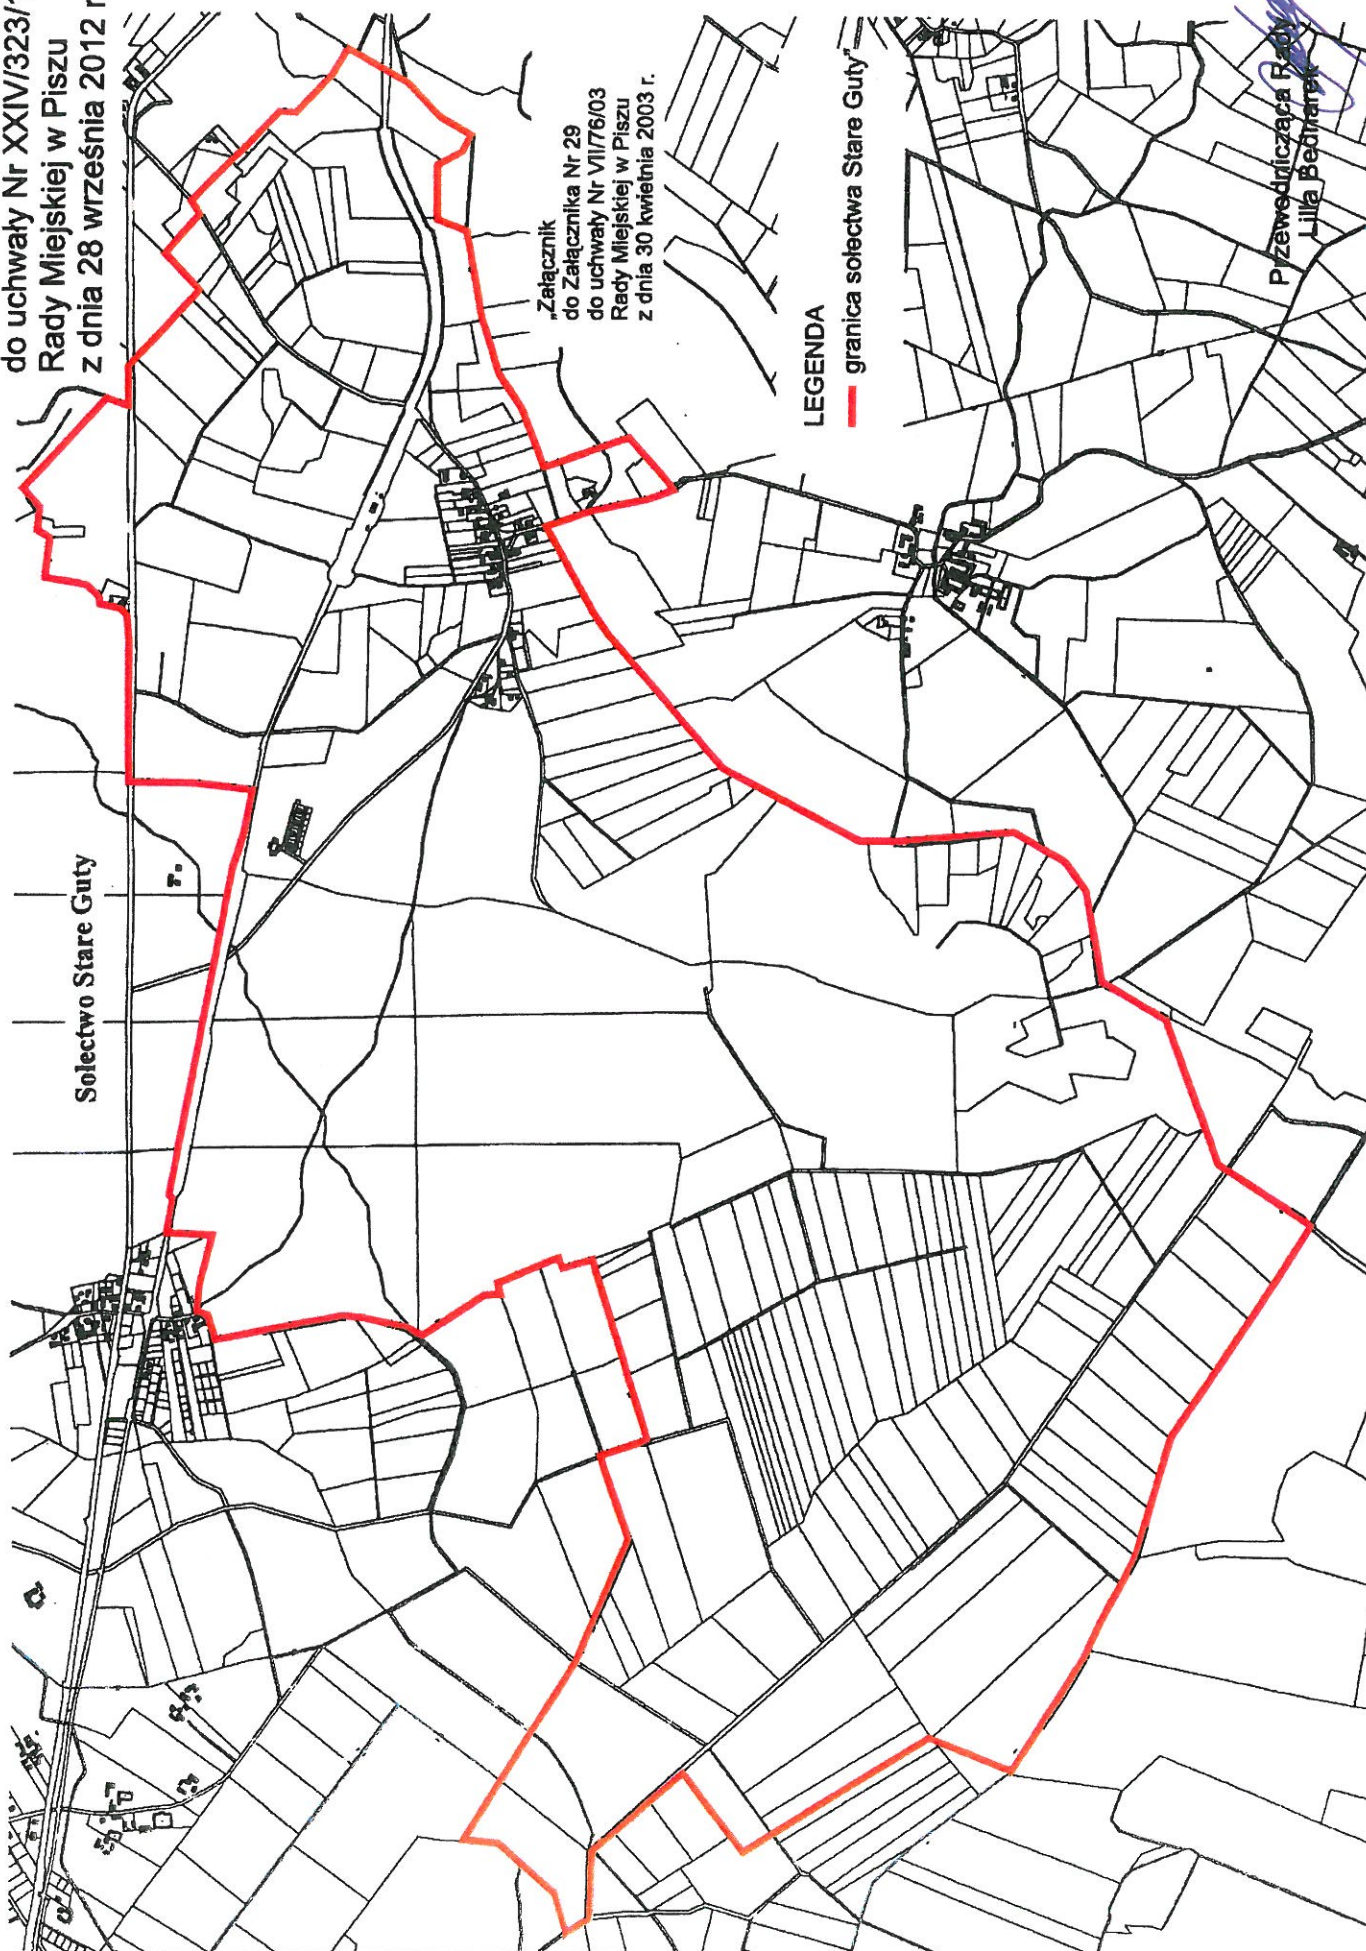 do uchwały Nr XXIV/323/
Rady Miejskiej w Piszu
z dnia 28 września 2012 r
Sołectwo Stare Guty
„Załącznik
do Załącznika Nr 29
do uchwały Nr VII/76/03
Rady Miejskiej w Piszu
z dnia 30 kwietnia 2003 r.
LEGENDA
granica sołectwa Stare Guty”
Przewodnicząca Rady
Lilla Bednarek